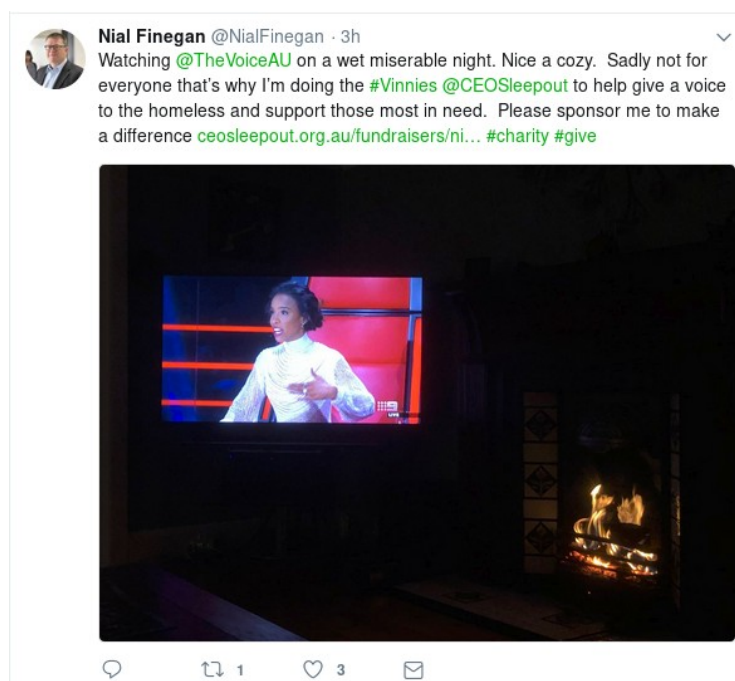 Nial Finegan @NialFinegan · 3h
Watching @TheVoiceAU on a wet miserable night. Nice a cozy.  Sadly not for
everyone that's why I'm doing the #Vinnies @CEOSleepout to help give a voice
to the homeless and support those most in need.  Please sponsor me to make
a difference ceosleepout.org.au/fundraisers/ni... #charity #give
1 3